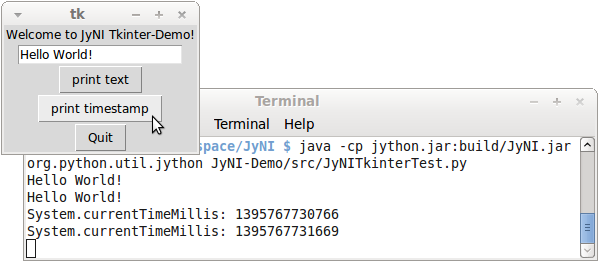 tk
Welcome to JyNI Tkinter-Demo!
Hello World!
print text
print timestamp
Quit
Terminal
Terminal Help
space/JyNI $ java -cp jython.jar:build/JyNI.jar
org.python.util.jython JyNI-Demo/src/JyNITkinterTest.py
Hello World!
Hello World!
System.currentTimeMillis: 1395767730766
System.currentTimeMillis: 1395767731669